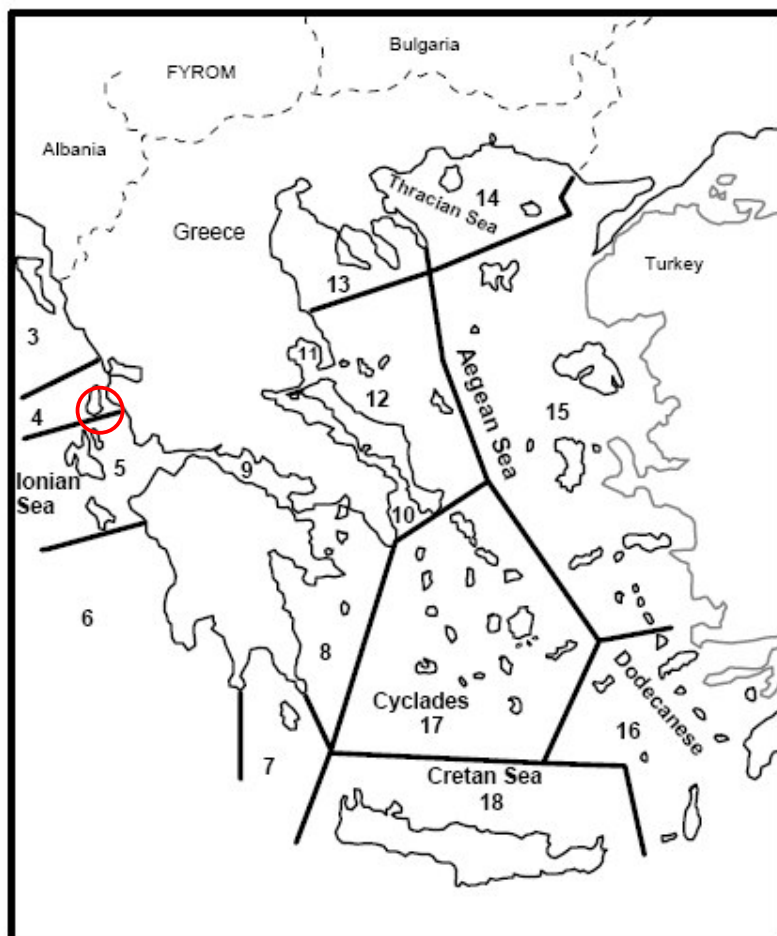 Bulgaria
FYROM
Albania
Thracian Sea
14
Greece
Turkey
13
3
11
Aegean Sea
12
15
4
5
9
Ionian
Sea
10
6
8
Dodecanese
Cyclades
17
16
7
Cretan Sea
18